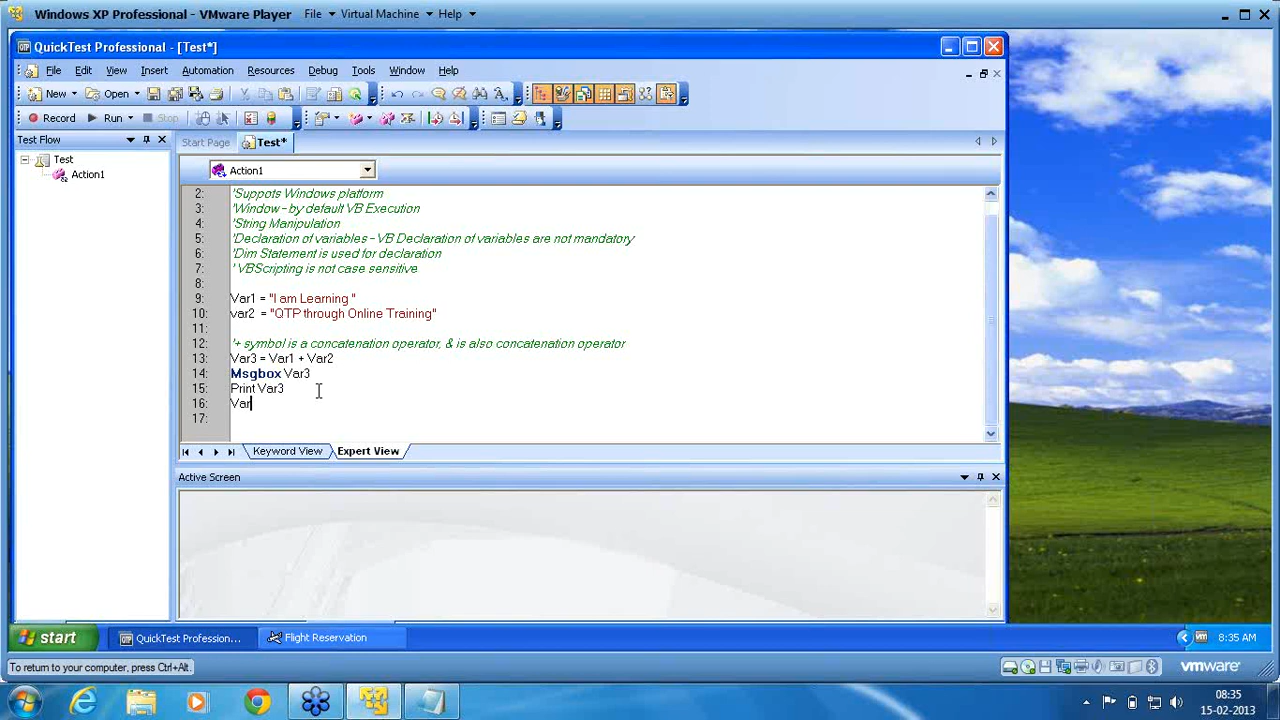 Windows XP Professional - VMware Player File Virtual Machine Help
QuickTest Professional - [Test*]
File Edit View Insert Automation Resources Debug Tools Window Help
New Open
Record Run Stop
Test Flow
Start Page Test*
Test
Action1
Action1
2: 'Suppots Windows platform
3: 'Window - by default VB Execution
4: 'String Manipulation
5: 'Declaration of variables - VB Declaration of variables are not mandatory
6: 'Dim Statement is used for declaration
7: ' VBScripting is not case sensitive
8:
9: Var1 = "I am Learning "
10: var2 = "QTP through Online Training"
11:
12: '+ symbol is a concatenation operator, & is also concatenation operator
13: Var3 = Var1 + Var2
14: Msgbox Var3
15: Print Var3
16: Var
17:
Keyword View Expert View
Active Screen
start QuickTest Profession... Flight Reservation 8:35 AM
To return to your computer, press Ctrl+Alt. vmware
08:35
15-02-2013